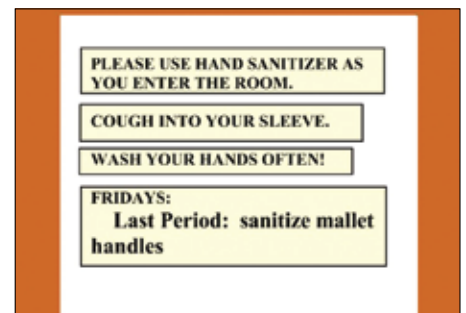 PLEASE USE HAND SANITIZER AS
YOU ENTER THE ROOM.
COUGH INTO YOUR SLEEVE.
WASH YOUR HANDS OFTEN!
FRIDAYS:
Last Period: sanitize mallet
handles